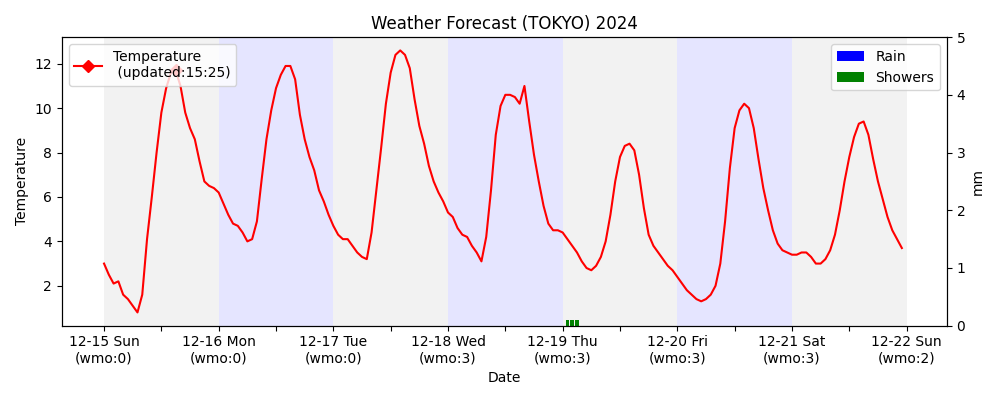 Weather Forecast (TOKYO) 2024
Temperature
(updated:15:25)
Rain
Showers
Temperature
12
10
8
6
4
2
5
4
3
2
1
0
mm
12-15 Sun
(wmo:0)
12-16 Mon
(wmo:0)
12-17 Tue
(wmo:0)
12-18 Wed
(wmo:3)
12-19 Thu
(wmo:3)
12-20 Fri
(wmo:3)
12-21 Sat
(wmo:3)
12-22 Sun
(wmo:2)
Date